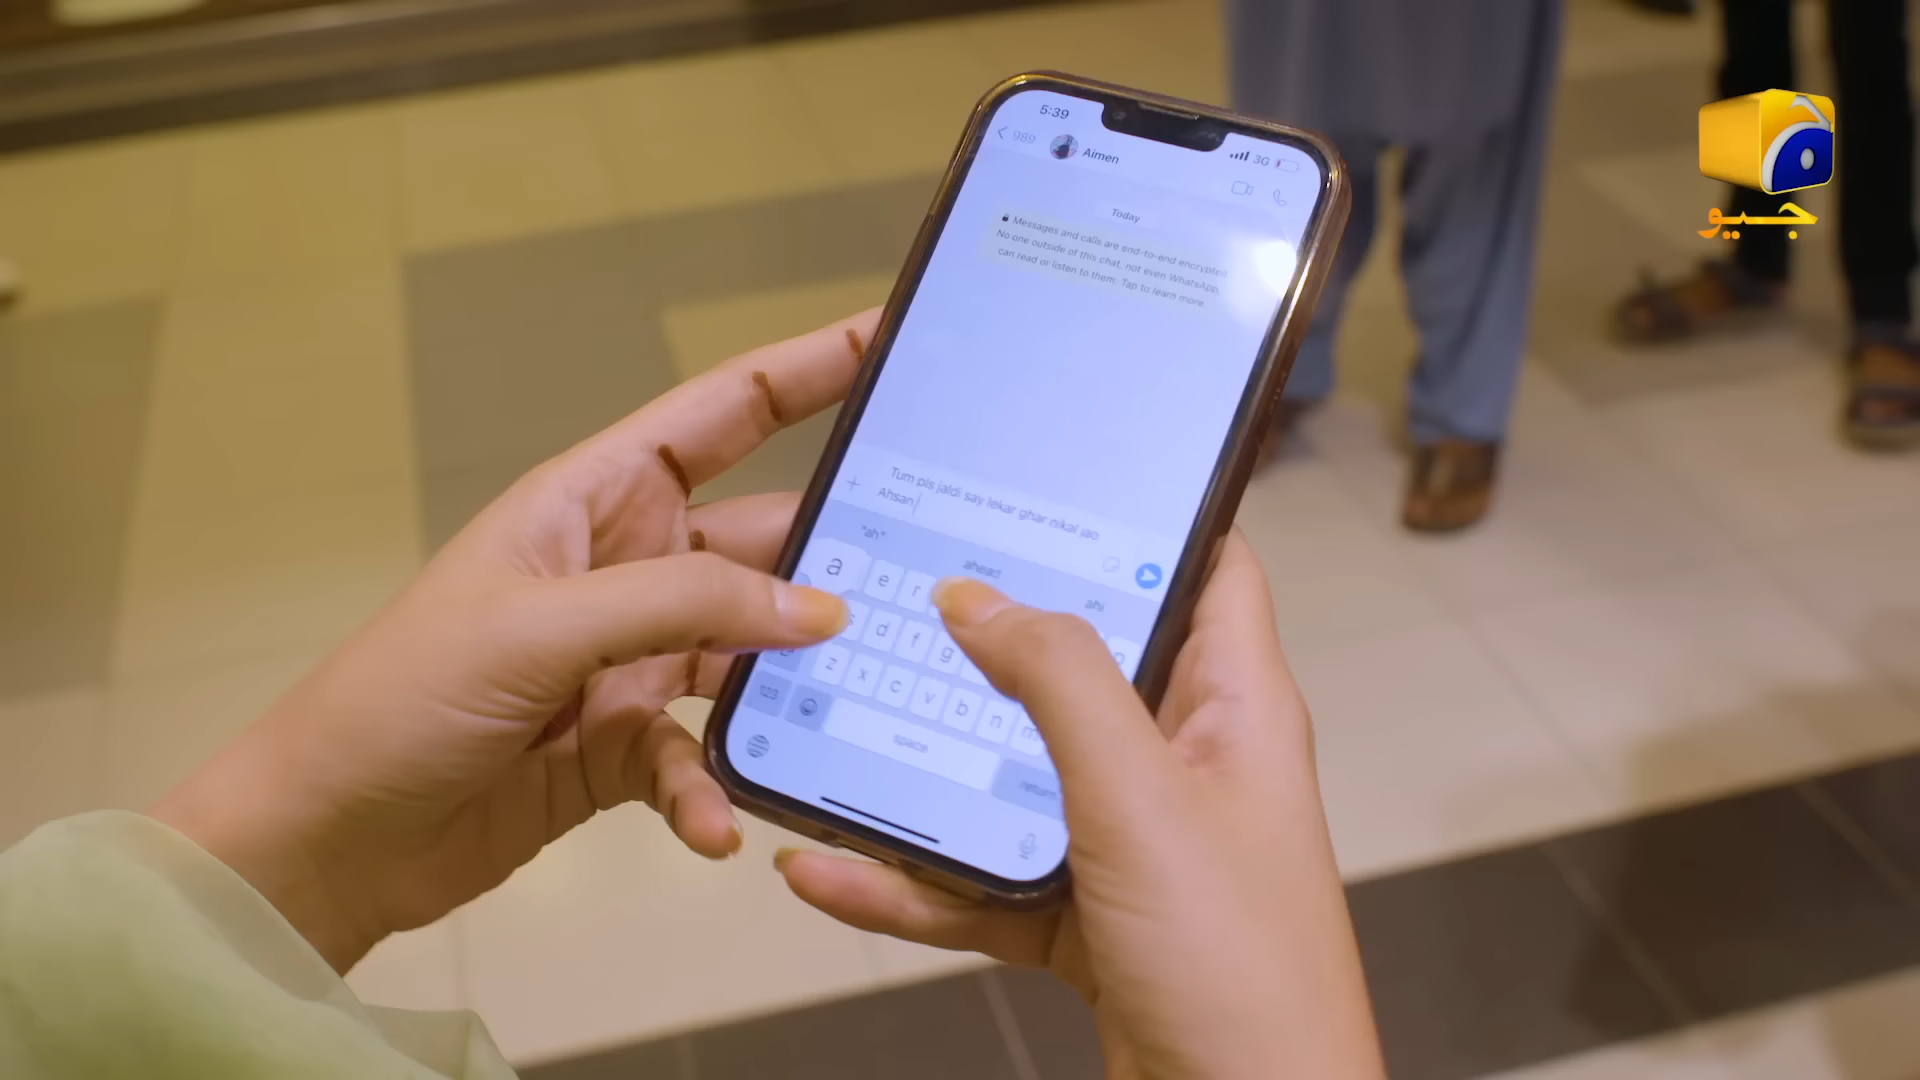 5:39
989
Aimen
3G
جیو
Today
Messages and calls are end-to-end encrypted.
No one outside of this chat, not even WhatsApp,
can read or listen to them. Tap to learn more
Tum pls jaldi say lekar ghar nikal jao
Ahsan
"ah"
ahead
ahi
a e r
s d f g
z x c v b n m
123
space
return